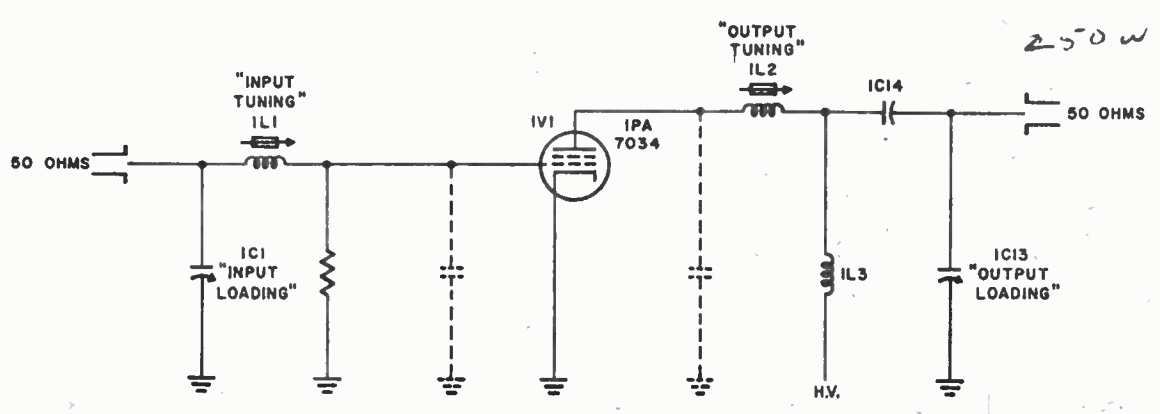 250 W
"OUTPUT
TUNING"
1L2
"INPUT
TUNING"
1L1
1C14
1V1
1PA
7034
50 OHMS
50 OHMS
1C1
"INPUT
LOADING"
1L3
1C13
"OUTPUT
LOADING"
H.V.